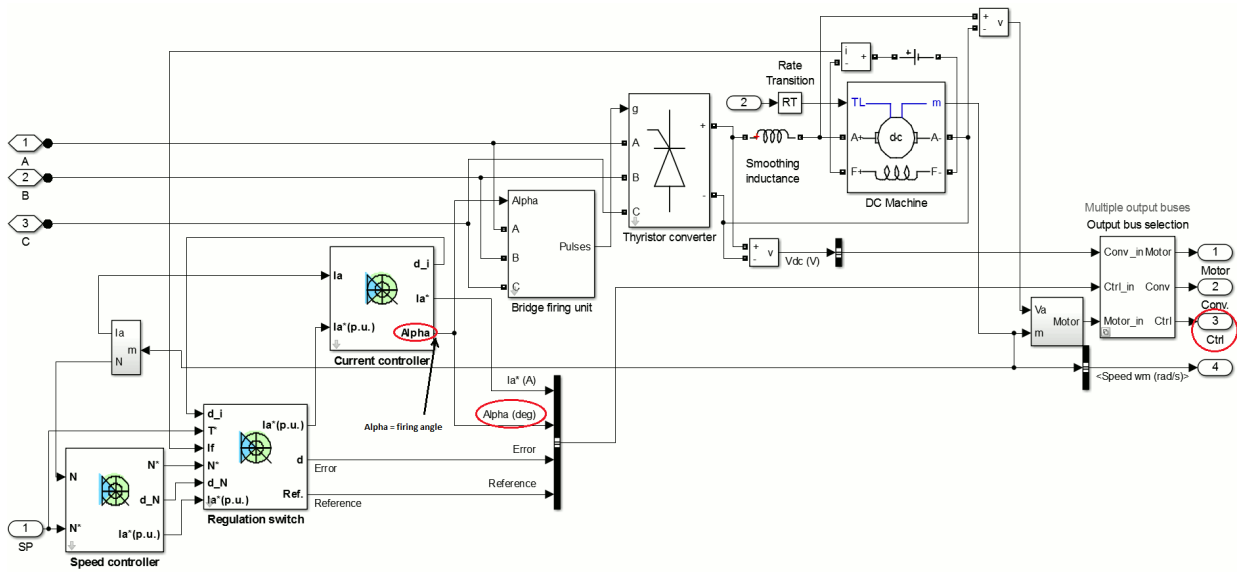 +
-
v
i
-
+
+
Rate
Transition
2
RT
TL
m
A+
dc
A-
F+
F-
DC Machine
Smoothing
inductance
g
A
B
C
+
-
Thyristor converter
1
A
2
B
3
C
Alpha
A
B
C
Pulses
Bridge firing unit
+
-
v
Vdc (V)
Multiple output buses
Output bus selection
Conv_in
Motor
Ctrl_in
Conv
Motor_in
Ctrl
1
Motor
2
Conv.
3
Ctrl
4
<Speed wm (rad/s)>
Va
m
Motor
Ia
Ia*(p.u.)
d_i
Ia*
Alpha
Current controller
Ia
N
m
Alpha = firing angle
Ia* (A)
Alpha (deg)
Error
Reference
d_i
T*
If
N*
d_N
Ia*(p.u.)
Ia*(p.u.)
d
Ref.
Error
Reference
Regulation switch
N
N*
N*
d_N
Ia*(p.u.)
Speed controller
1
SP